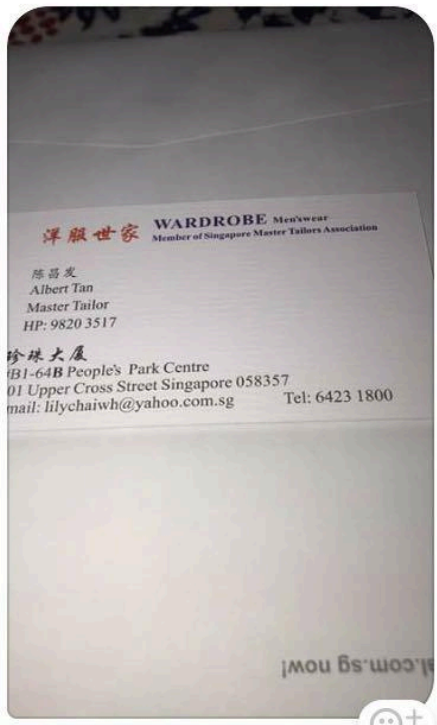 洋服世家 WARDROBE Men'swear
Member of Singapore Master Tailors Association
陈昌发
Albert Tan
Master Tailor
HP: 9820 3517
珍珠大厦
B1-64B People's Park Centre
01 Upper Cross Street Singapore 058357
mail: lilychaiwh@yahoo.com.sg Tel: 6423 1800
al.com.sg now!